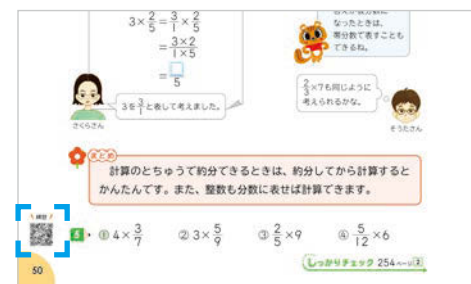 なったときは、
帯分数で表すことも
できるね。
3×2/5=3/1×2/5
=3×2/1×5
=□/5
3を3/1と表して考えました。
さくらさん
2/3×7も同じように
考えられるかな。
そうたさん
まとめ
計算のとちゅうで約分できるときは、約分してから計算すると
かんたんです。また、整数も分数に表せば計算できます。
練習
5 ① 4×3/7 ② 3×5/9 ③ 2/5×9 ④ 5/12×6
しっかりチェック 254ページ2
50